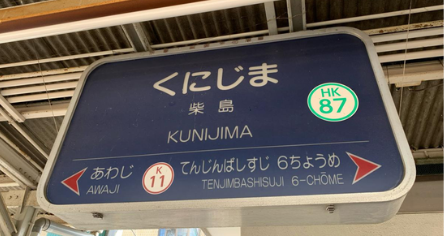 くにじま
柴島
KUNIJIMA
HK
87
あわじ
AWAJI
K
11
てんじんばしすじ 6ちょうめ
TENJIMBASHISUJI 6-CHŌME